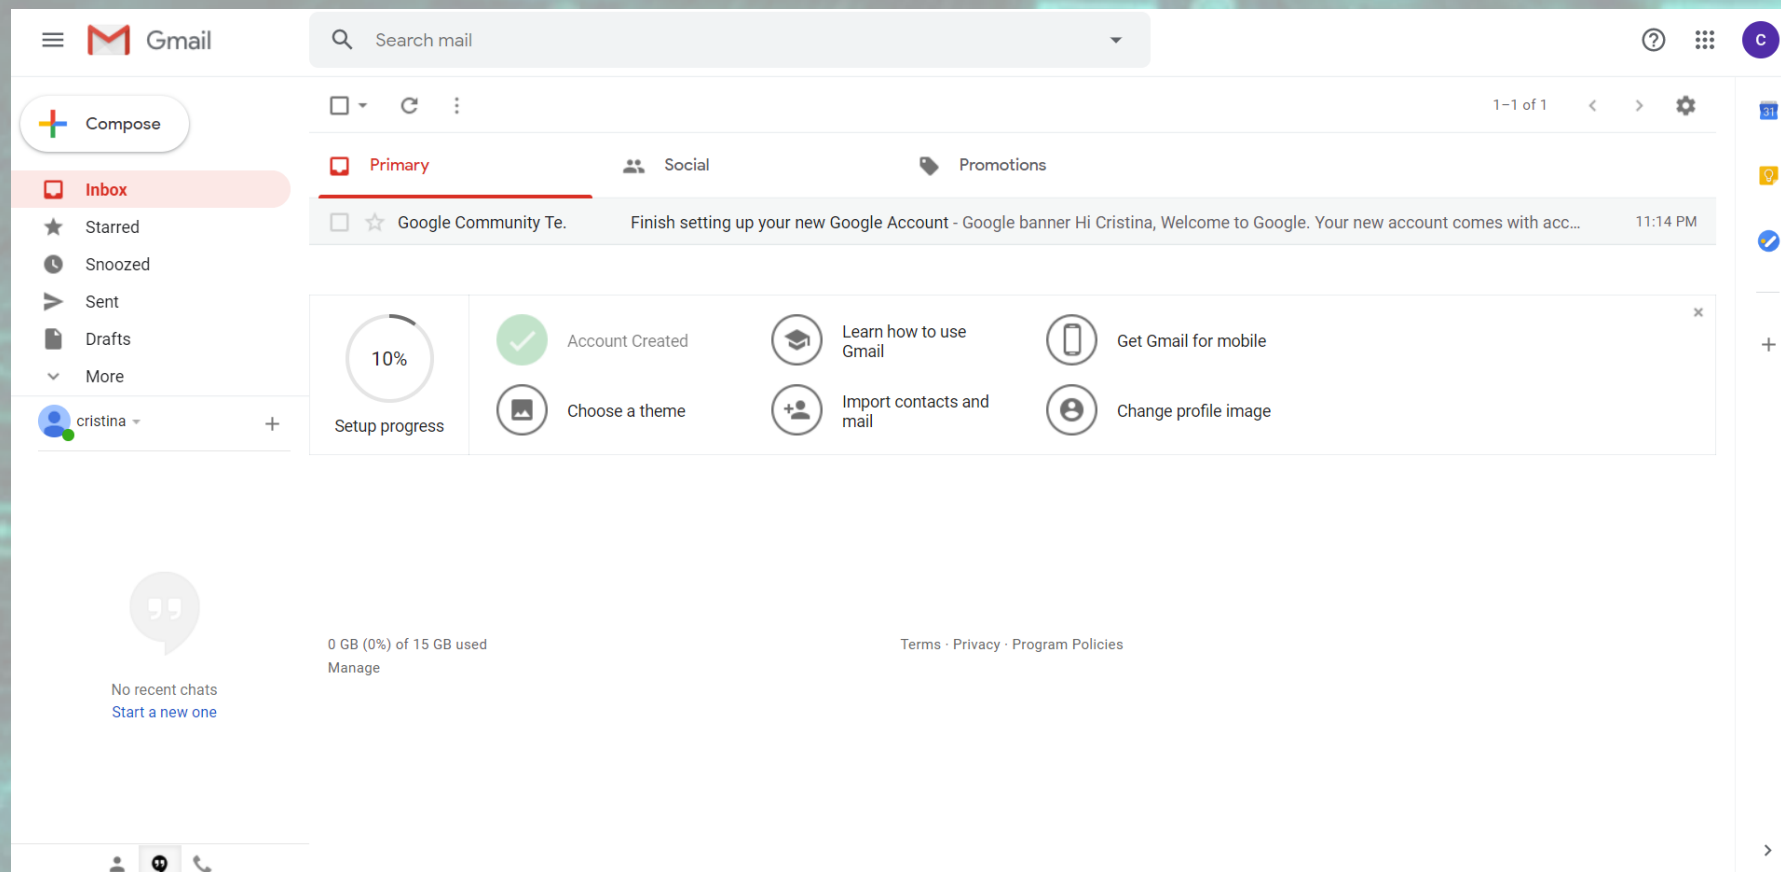 Gmail
Search mail
C
Compose
1–1 of 1
31
Primary
Social
Promotions
Inbox
Starred
Snoozed
Sent
Drafts
More
Google Community Te.
Finish setting up your new Google Account - Google banner Hi Cristina, Welcome to Google. Your new account comes with acc...
11:14 PM
10%
Setup progress
Account Created
Learn how to use
Gmail
Get Gmail for mobile
Choose a theme
Import contacts and
mail
Change profile image
cristina
0 GB (0%) of 15 GB used
Manage
Terms · Privacy · Program Policies
No recent chats
Start a new one